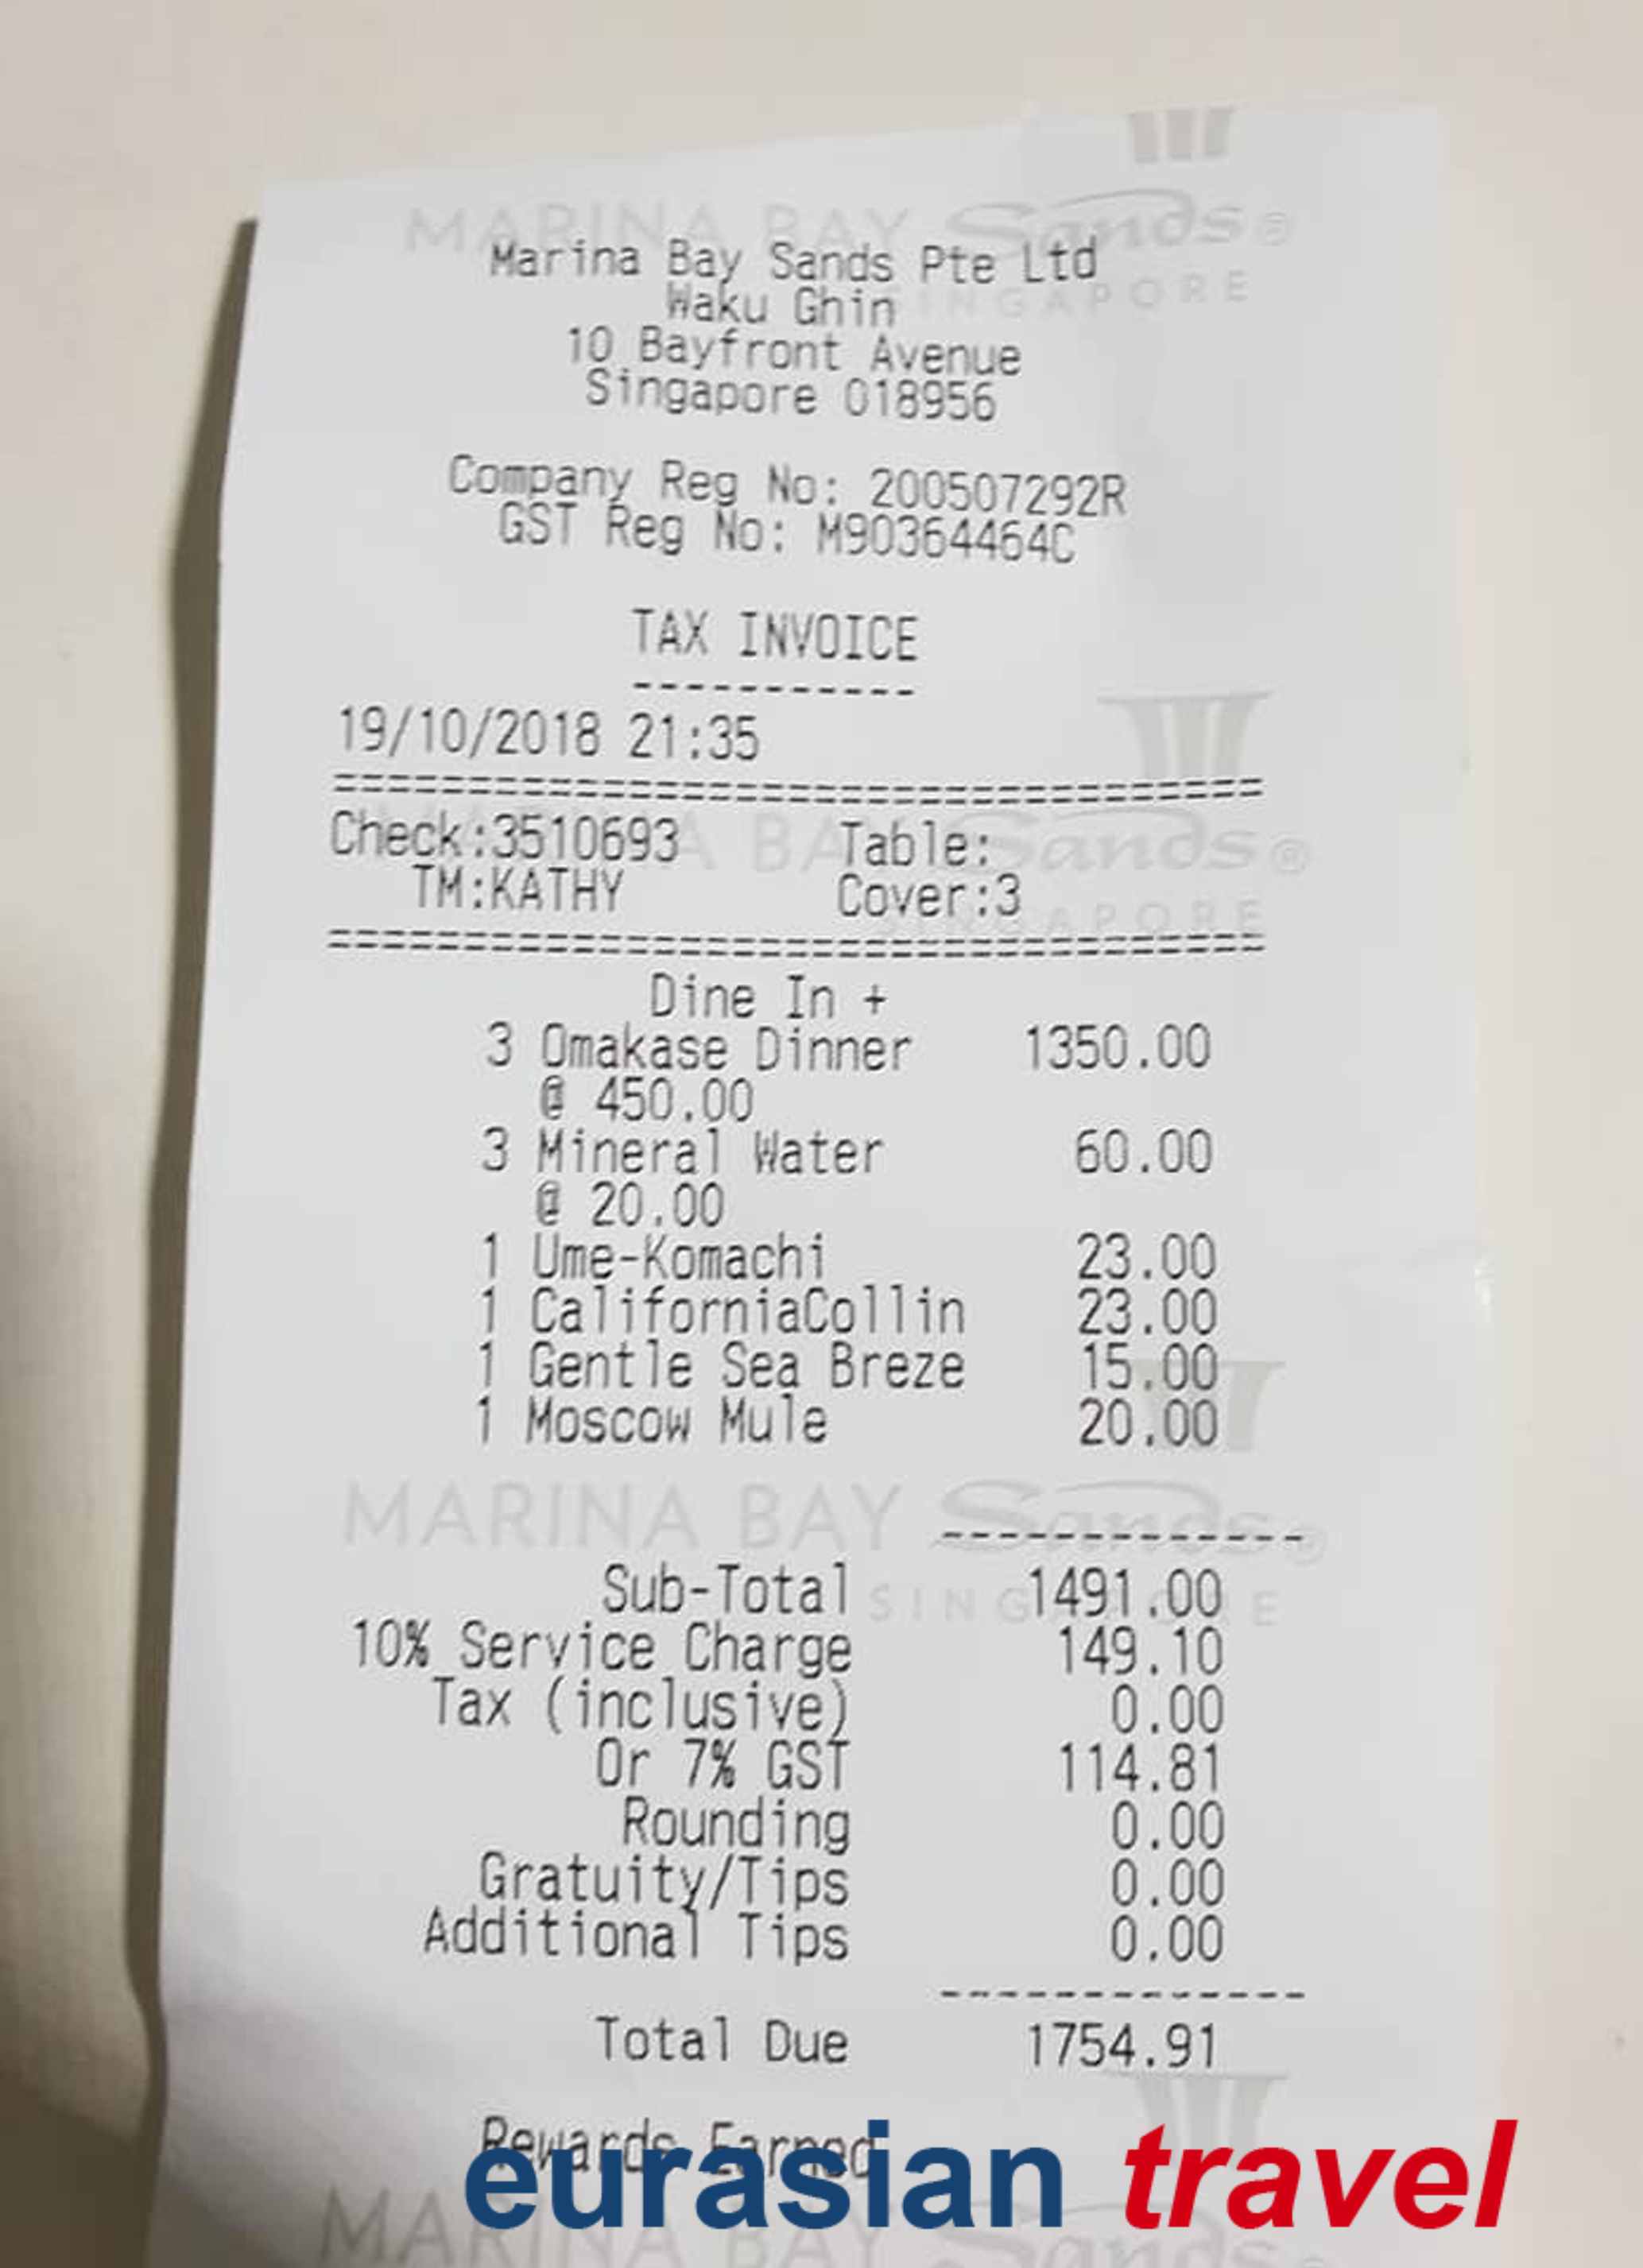 MARINA BAY Sands®
SINGAPORE
Marina Bay Sands Pte Ltd
Waku Ghin
10 Bayfront Avenue
Singapore 018956
Company Reg No: 200507292R
GST Reg No: M90364464C
TAX INVOICE
-----------
19/10/2018 21:35
===================================
Check:3510693 Table:
TM:KATHY Cover:3
MARINA BAY Sands®
SINGAPORE
===================================
Dine In +
3 Omakase Dinner 1350.00
@ 450.00
3 Mineral Water 60.00
@ 20.00
1 Ume-Komachi 23.00
1 CaliforniaCollin 23.00
1 Gentle Sea Breze 15.00
1 Moscow Mule 20.00
MARINA BAY Sands®
SINGAPORE
-------------
Sub-Total 1491.00
10% Service Charge 149.10
Tax (inclusive) 0.00
Or 7% GST 114.81
Rounding 0.00
Gratuity/Tips 0.00
Additional Tips 0.00
-------------
Total Due 1754.91
Rewards Earned
eurasian travel
MARINA BAY Sands®